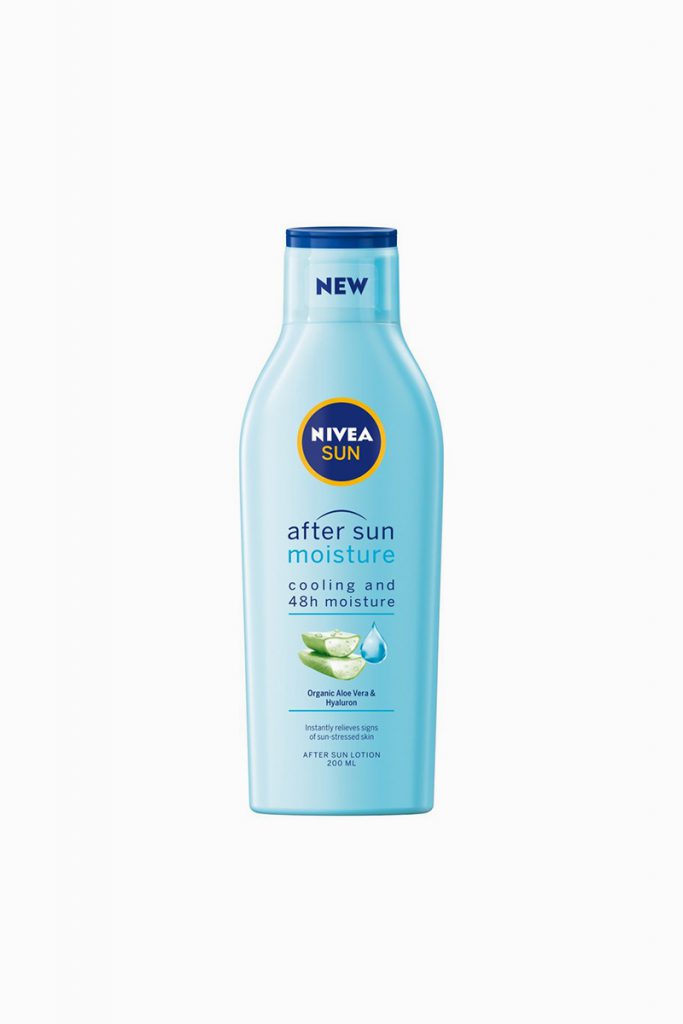 NEW
NIVEA
SUN
after sun
moisture
cooling and
48h moisture
Organic Aloe Vera &
Hyaluron
Instantly relieves signs
of sun-stressed skin
AFTER SUN LOTION
200 ML